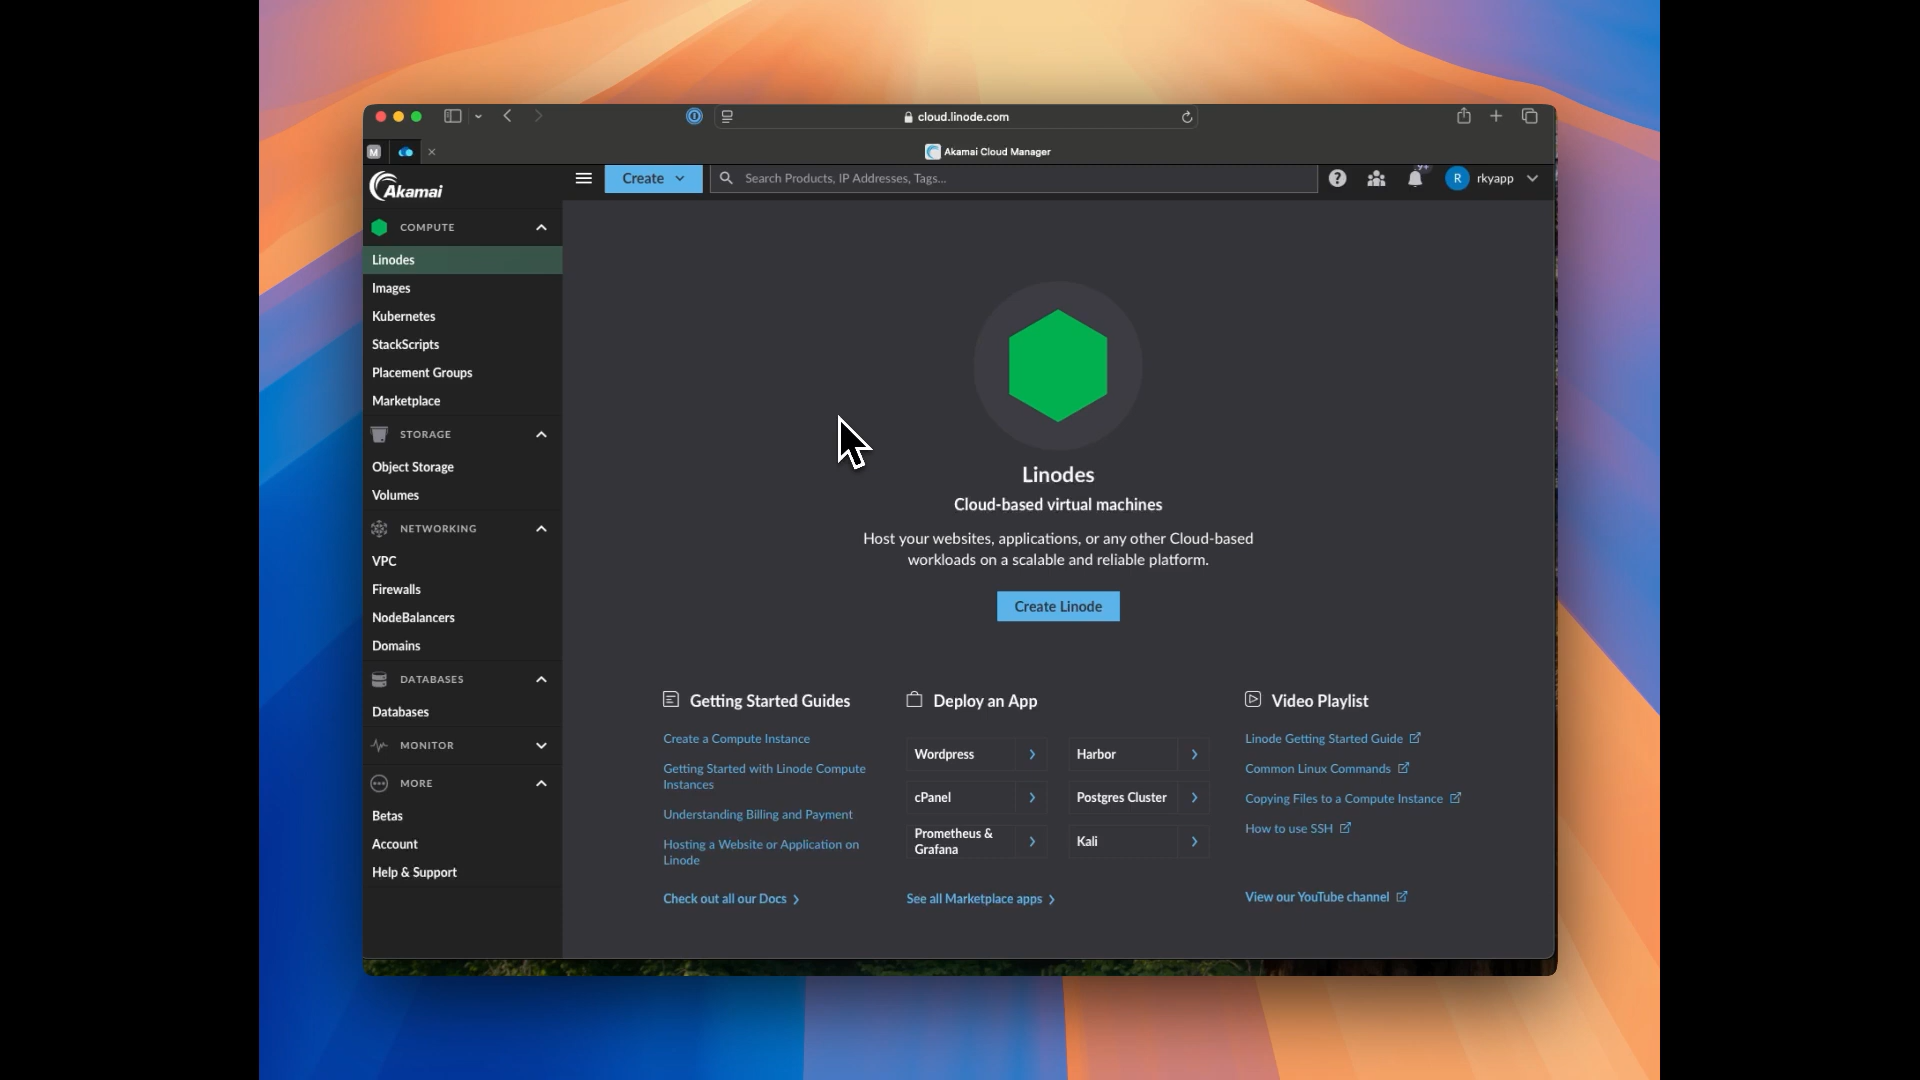 cloud.linode.com
M
Akamai Cloud Manager
Akamai
Create
Search Products, IP Addresses, Tags...
9+
R
rkyapp
COMPUTE
Linodes
Images
Kubernetes
StackScripts
Placement Groups
Marketplace
STORAGE
Object Storage
Volumes
NETWORKING
VPC
Firewalls
NodeBalancers
Domains
DATABASES
Databases
MONITOR
MORE
Betas
Account
Help & Support
Linodes
Cloud-based virtual machines
Host your websites, applications, or any other Cloud-based
workloads on a scalable and reliable platform.
Create Linode
Getting Started Guides
Create a Compute Instance
Getting Started with Linode Compute
Instances
Understanding Billing and Payment
Hosting a Website or Application on
Linode
Check out all our Docs
Deploy an App
Wordpress
Harbor
cPanel
Postgres Cluster
Prometheus &
Grafana
Kali
See all Marketplace apps
Video Playlist
Linode Getting Started Guide
Common Linux Commands
Copying Files to a Compute Instance
How to use SSH
View our YouTube channel